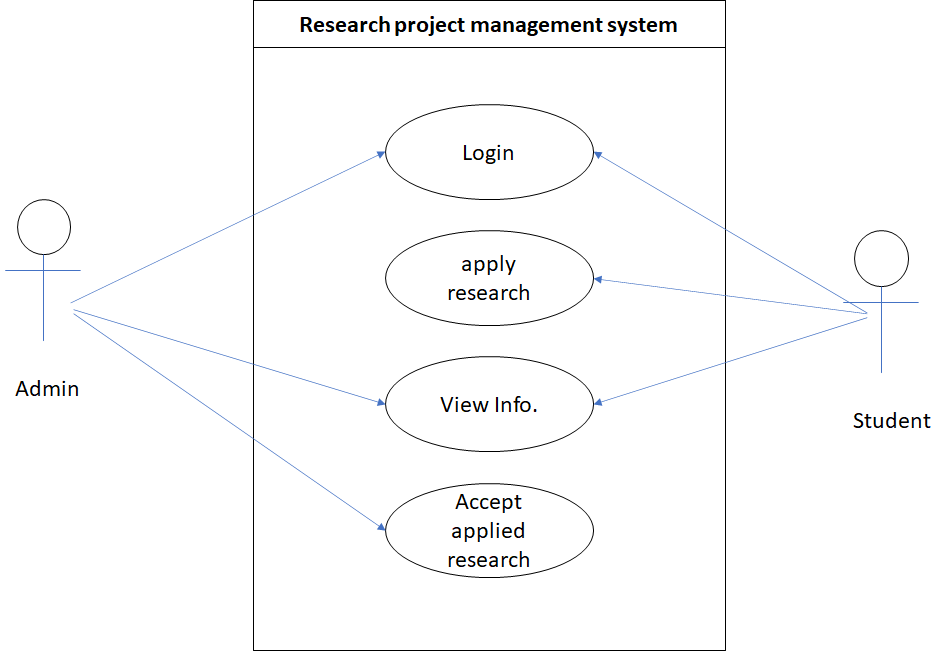 Research project management system
Login
apply
research
Admin
View Info.
Student
Accept
applied
research